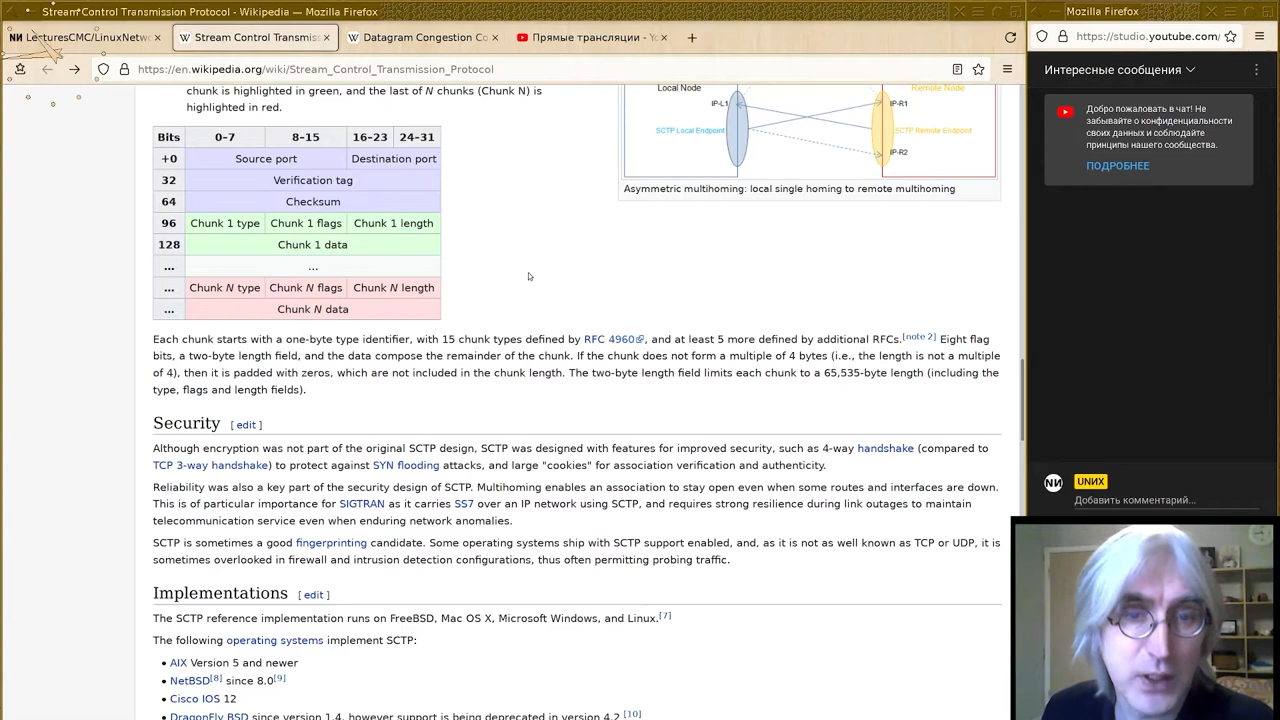 Stream Control Transmission Protocol - Wikipedia — Mozilla Firefox
Mozilla Firefox
LecturesCMC/LinuxNetw
Stream Control Transmiss
Datagram Congestion Co
Прямые трансляции - Yo
https://studio.youtube.com/
https://en.wikipedia.org/wiki/Stream_Control_Transmission_Protocol
Интересные сообщения
chunk is highlighted in green, and the last of N chunks (Chunk N) is
highlighted in red.
Local Node
Remote Node
IP-L1
IP-R1
SCTP Local Endpoint
SCTP Remote Endpoint
IP-R2
Asymmetric multihoming: local single homing to remote multihoming
Добро пожаловать в чат! Не
забывайте о конфиденциальности
своих данных и соблюдайте
принципы нашего сообщества.
ПОДРОБНЕЕ
Bits 0–7 8–15 16–23 24–31
+0 Source port Destination port
32 Verification tag
64 Checksum
96 Chunk 1 type Chunk 1 flags Chunk 1 length
128 Chunk 1 data
... ...
... Chunk N type Chunk N flags Chunk N length
... Chunk N data
Each chunk starts with a one-byte type identifier, with 15 chunk types defined by RFC 4960, and at least 5 more defined by additional RFCs.[note 2] Eight flag
bits, a two-byte length field, and the data compose the remainder of the chunk. If the chunk does not form a multiple of 4 bytes (i.e., the length is not a multiple
of 4), then it is padded with zeros, which are not included in the chunk length. The two-byte length field limits each chunk to a 65,535-byte length (including the
type, flags and length fields).
Security [ edit ]
Although encryption was not part of the original SCTP design, SCTP was designed with features for improved security, such as 4-way handshake (compared to
TCP 3-way handshake) to protect against SYN flooding attacks, and large "cookies" for association verification and authenticity.
Reliability was also a key part of the security design of SCTP. Multihoming enables an association to stay open even when some routes and interfaces are down.
This is of particular importance for SIGTRAN as it carries SS7 over an IP network using SCTP, and requires strong resilience during link outages to maintain
telecommunication service even when enduring network anomalies.
SCTP is sometimes a good fingerprinting candidate. Some operating systems ship with SCTP support enabled, and, as it is not as well known as TCP or UDP, it is
sometimes overlooked in firewall and intrusion detection configurations, thus often permitting probing traffic.
Implementations [ edit ]
The SCTP reference implementation runs on FreeBSD, Mac OS X, Microsoft Windows, and Linux.[7]
The following operating systems implement SCTP:
• AIX Version 5 and newer
• NetBSD[8] since 8.0[9]
• Cisco IOS 12
• DragonFly BSD since version 1.4, however support is being deprecated in version 4.2 [10]
UNИX
Добавить комментарий...